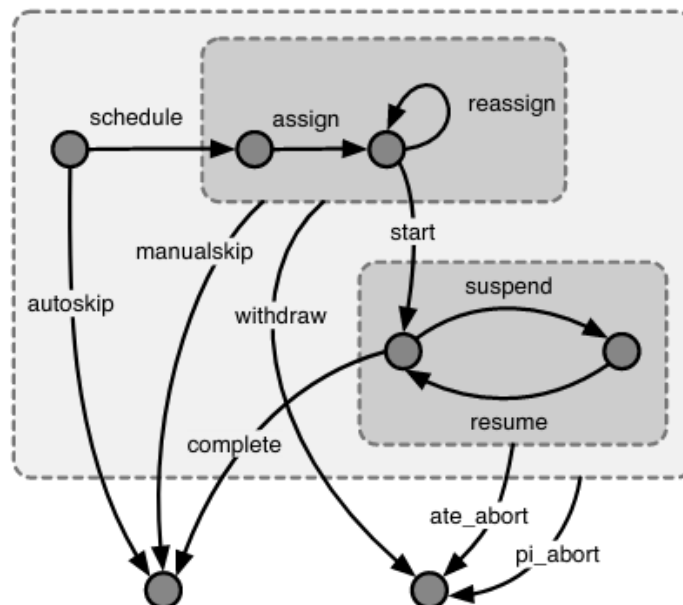 schedule
assign
reassign
manualskip
start
autoskip
withdraw
suspend
resume
complete
ate_abort
pi_abort